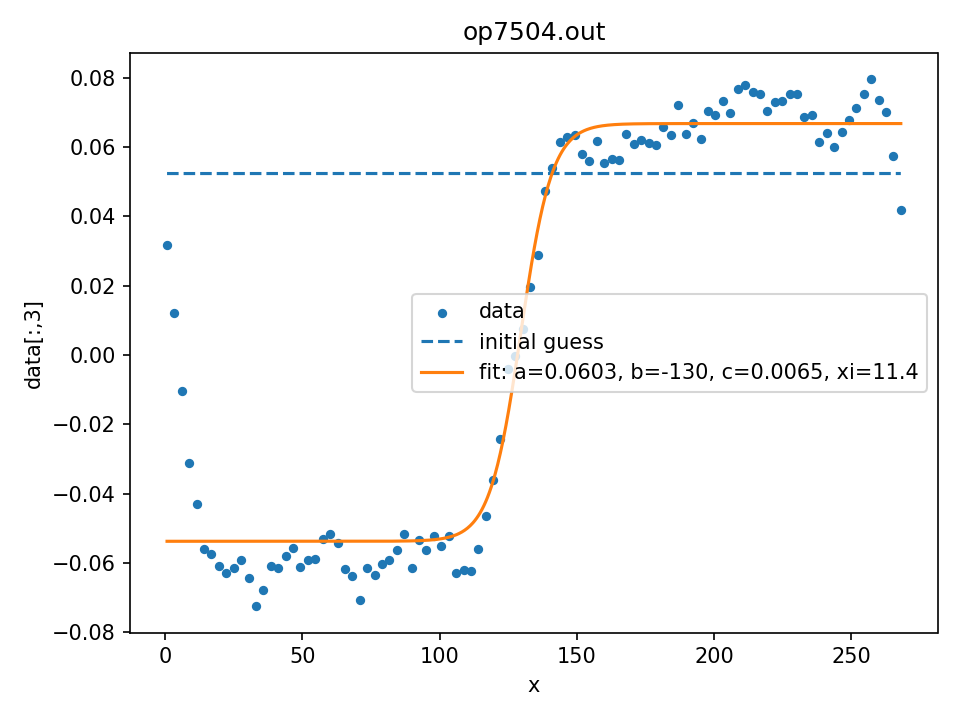 op7504.out
0.08
0.06
0.04
0.02
0.00
−0.02
−0.04
−0.06
−0.08
data[:,3]
data
initial guess
fit: a=0.0603, b=-130, c=0.0065, xi=11.4
0 50 100 150 200 250
x